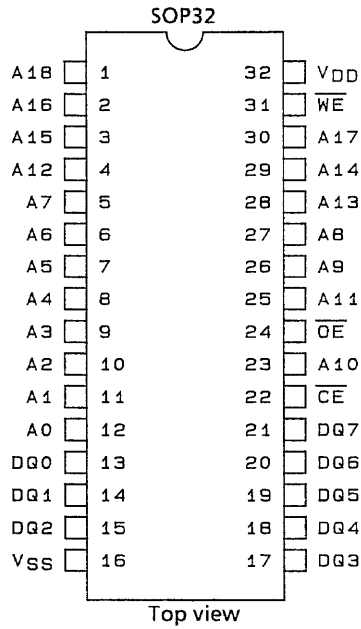 SOP32
A18 1 32 VDD
A16 2 31 W̅E̅
A15 3 30 A17
A12 4 29 A14
A7 5 28 A13
A6 6 27 A8
A5 7 26 A9
A4 8 25 A11
A3 9 24 O̅E̅
A2 10 23 A10
A1 11 22 C̅E̅
A0 12 21 DQ7
DQ0 13 20 DQ6
DQ1 14 19 DQ5
DQ2 15 18 DQ4
VSS 16 17 DQ3
Top view